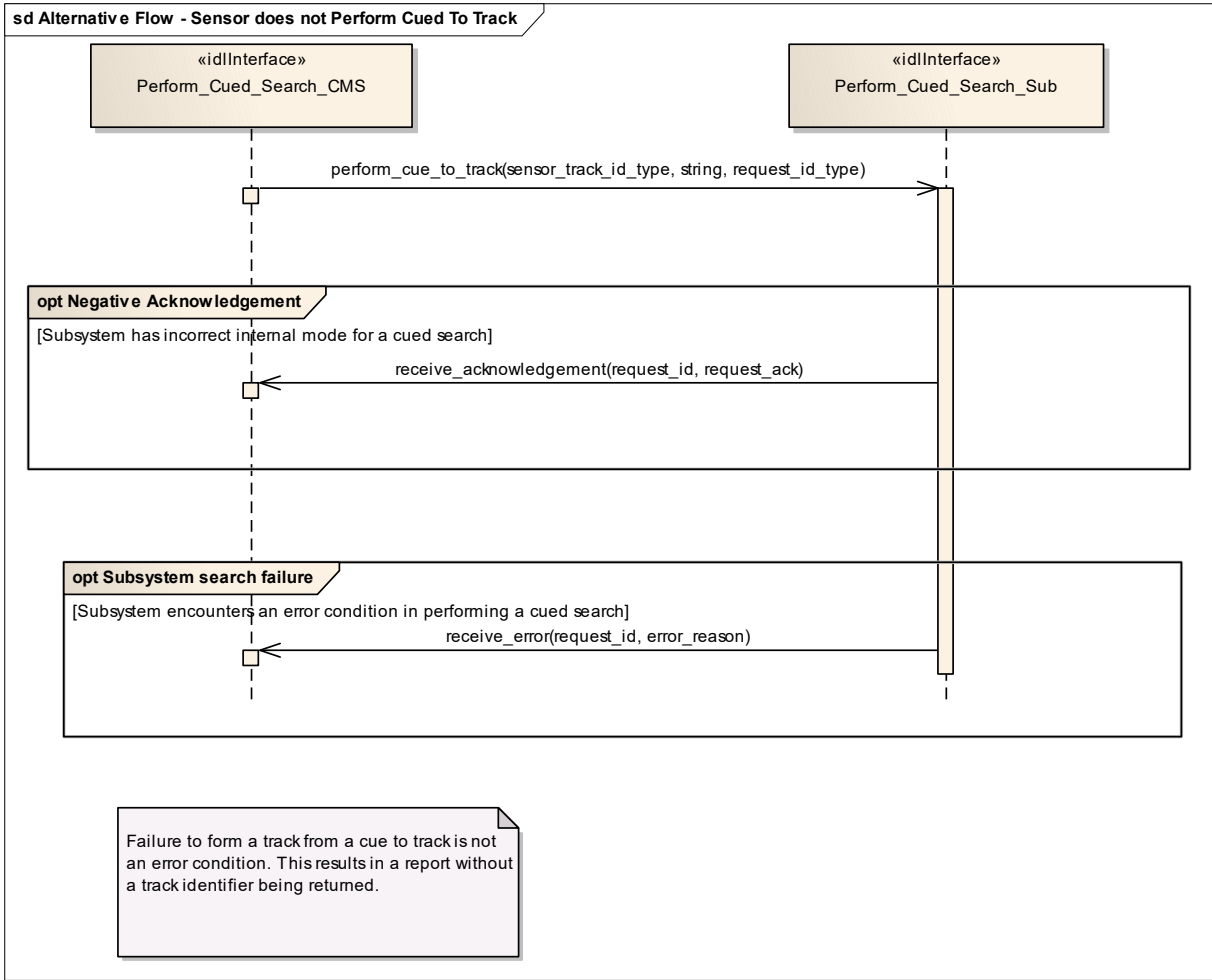 sd Alternative Flow - Sensor does not Perform Cued To Track
«idlInterface»
Perform_Cued_Search_CMS
«idlInterface»
Perform_Cued_Search_Sub
perform_cue_to_track(sensor_track_id_type, string, request_id_type)
opt Negative Acknowledgement
[Subsystem has incorrect internal mode for a cued search]
receive_acknowledgement(request_id, request_ack)
opt Subsystem search failure
[Subsystem encounters an error condition in performing a cued search]
receive_error(request_id, error_reason)
Failure to form a track from a cue to track is not
an error condition. This results in a report without
a track identifier being returned.